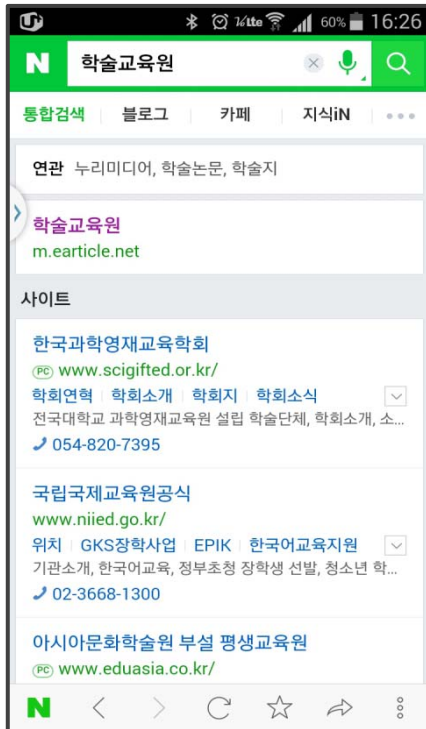 60% 16:26
N 학술교육원
통합검색 블로그 카페 지식iN
연관 누리미디어, 학술논문, 학술지
학술교육원
m.earticle.net
사이트
한국과학영재교육학회
PC www.scigifted.or.kr/
학회연혁 학회소개 학회지 학회소식
전국대학교 과학영재교육원 설립 학술단체, 학회소개, 소...
054-820-7395
국립국제교육원공식
www.niied.go.kr/
위치 GKS장학사업 EPIK 한국어교육지원
기관소개, 한국어교육, 정부초청 장학생 선발, 청소년 학...
02-3668-1300
아시아문화학술원 부설 평생교육원
PC www.eduasia.co.kr/
N